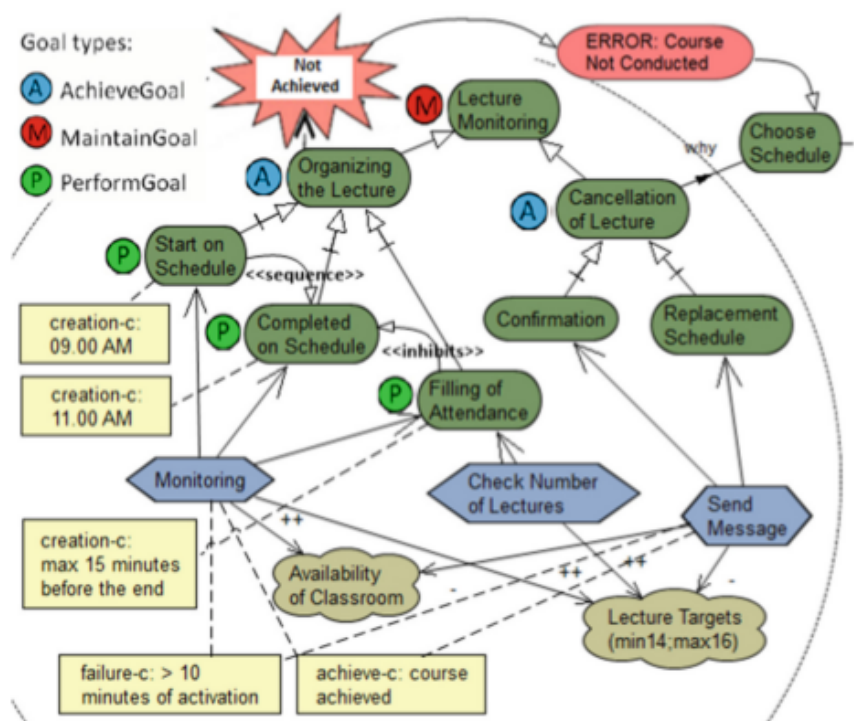 Goal types:
A AchieveGoal
M MaintainGoal
P PerformGoal
Not
Achieved
ERROR: Course
Not Conducted
M
Lecture
Monitoring
Choose
Schedule
why
A
Organizing
the Lecture
A
Cancellation
of Lecture
P
Start on
Schedule
<<sequence>>
creation-c:
09.00 AM
P
Completed
on Schedule
<<inhibits>>
Confirmation
Replacement
Schedule
creation-c:
11.00 AM
P
Filling of
Attendance
Monitoring
Check Number
of Lectures
Send
Message
creation-c:
max 15 minutes
before the end
++
Availability
of Classroom
-
++
++
-
Lecture Targets
(min14;max16)
failure-c: > 10
minutes of activation
achieve-c: course
achieved